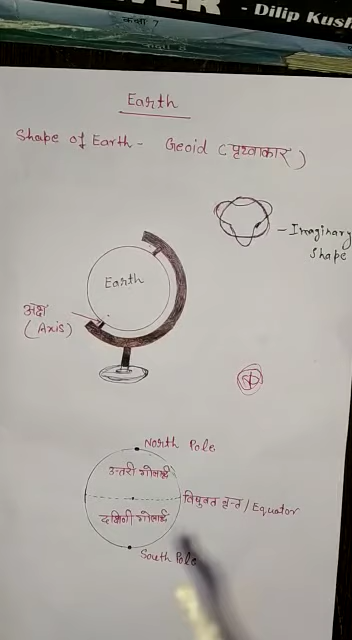 - Dilip Kush
कक्षा 7
Earth
Shape of Earth - Geoid (पृथ्वाकार)
- Imaginary
Shape
Earth
अक्ष
(Axis)
North Pole
उत्तरी गोलार्द्ध
विषुवत वृत्त / Equator
दक्षिणी गोलार्द्ध
South Pole